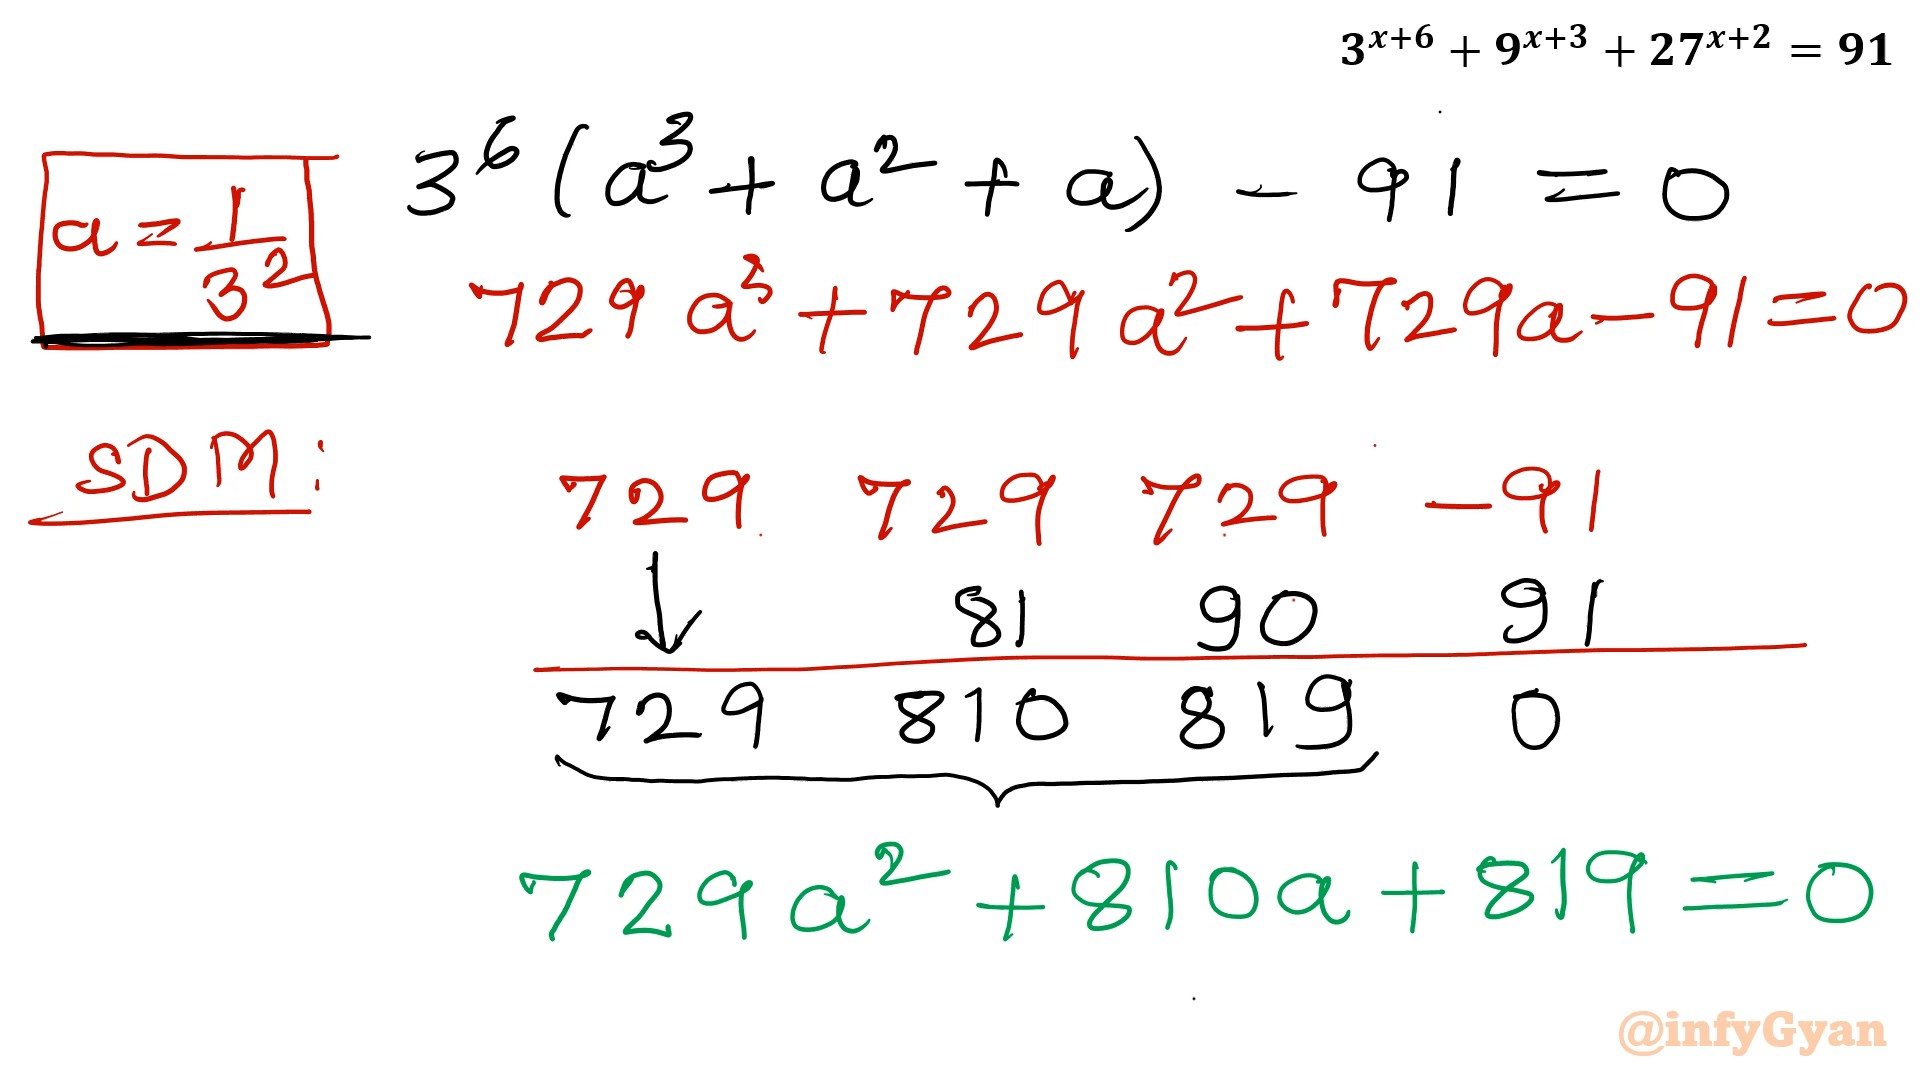 3^{x+6} + 9^{x+3} + 27^{x+2} = 91
3^6 (a^3 + a^2 + a) - 91 = 0
a = 1/3^2
729 a^3 + 729 a^2 + 729a - 91 = 0
SDM:
729 729 729 -91
↓ 81 90 91
729 810 819 0
729a^2 + 810a + 819 = 0
@infyGyan